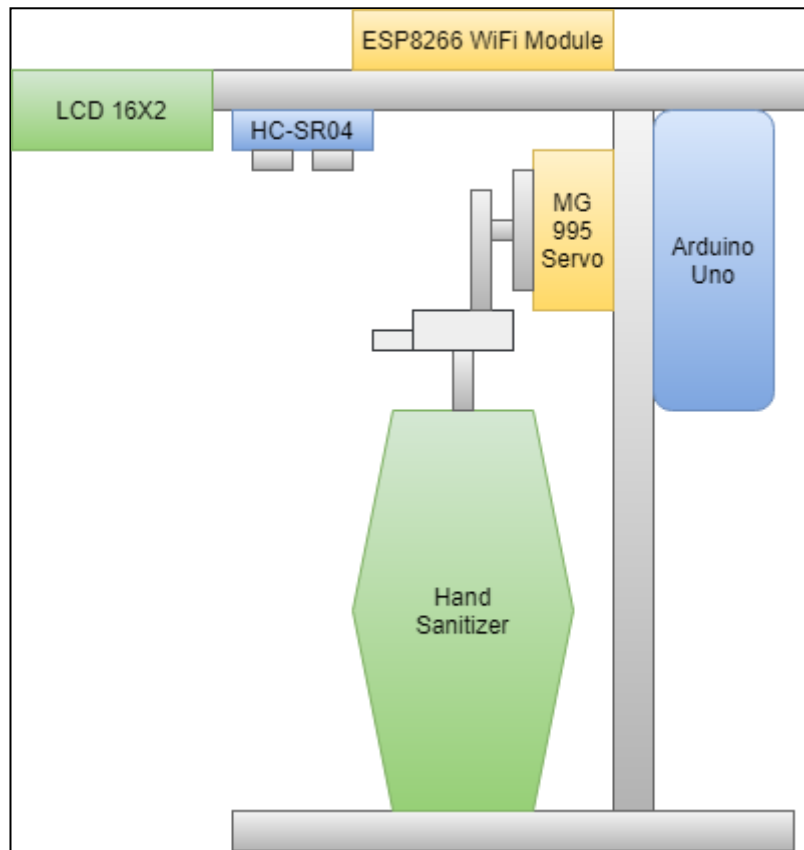 ESP8266 WiFi Module
LCD 16X2
HC-SR04
MG
995
Servo
Arduino
Uno
Hand
Sanitizer